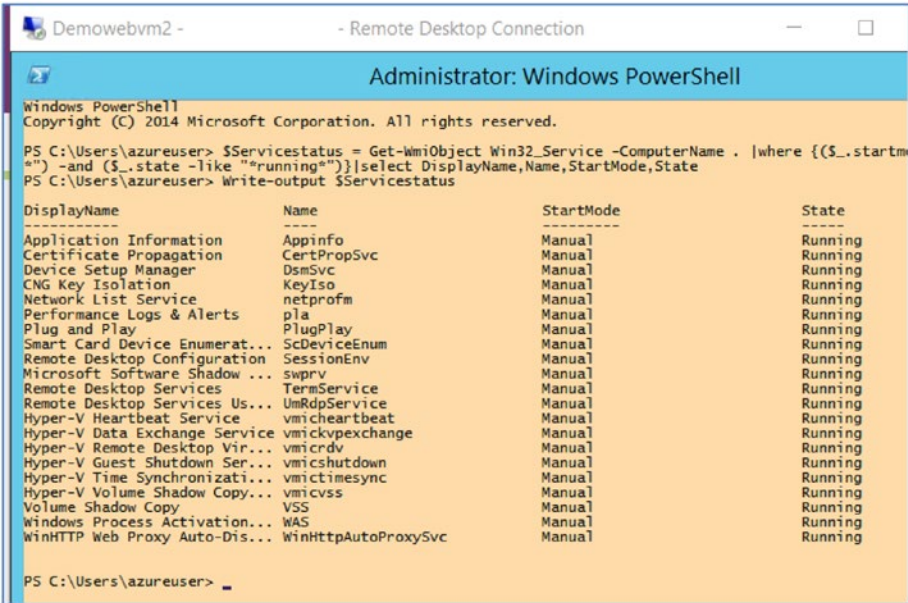 Demowebvm2 - - Remote Desktop Connection
Administrator: Windows PowerShell
Windows PowerShell
Copyright (C) 2014 Microsoft Corporation. All rights reserved.
PS C:\Users\azureuser> $Servicestatus = Get-WmiObject Win32_Service -ComputerName . |where {($_.startm
*") -and ($_.state -like "*running*")}|select DisplayName,Name,StartMode,State
PS C:\Users\azureuser> Write-output $Servicestatus
DisplayName Name StartMode State
----------- ---- --------- -----
Application Information Appinfo Manual Running
Certificate Propagation CertPropSvc Manual Running
Device Setup Manager DsmSvc Manual Running
CNG Key Isolation KeyIso Manual Running
Network List Service netprofm Manual Running
Performance Logs & Alerts pla Manual Running
Plug and Play PlugPlay Manual Running
Smart Card Device Enumerat... ScDeviceEnum Manual Running
Remote Desktop Configuration SessionEnv Manual Running
Microsoft Software Shadow ... swprv Manual Running
Remote Desktop Services TermService Manual Running
Remote Desktop Services Us... UmRdpService Manual Running
Hyper-V Heartbeat Service vmicheartbeat Manual Running
Hyper-V Data Exchange Service vmickvpexchange Manual Running
Hyper-V Remote Desktop Vir... vmicrdv Manual Running
Hyper-V Guest Shutdown Ser... vmicshutdown Manual Running
Hyper-V Time Synchronizati... vmictimesync Manual Running
Hyper-V Volume Shadow Copy... vmicvss Manual Running
Volume Shadow Copy VSS Manual Running
Windows Process Activation... WAS Manual Running
WinHTTP Web Proxy Auto-Dis... WinHttpAutoProxySvc Manual Running
PS C:\Users\azureuser> _